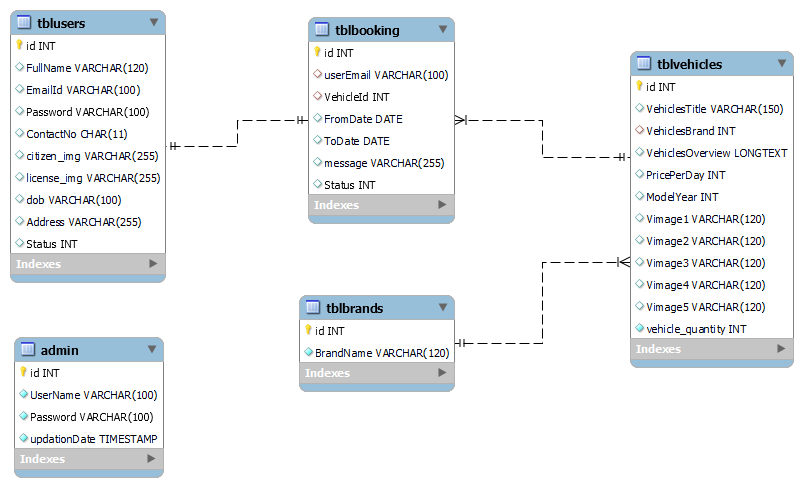 tblusers
id INT
FullName VARCHAR(120)
EmailId VARCHAR(100)
Password VARCHAR(100)
ContactNo CHAR(11)
citizen_img VARCHAR(255)
license_img VARCHAR(255)
dob VARCHAR(100)
Address VARCHAR(255)
Status INT
Indexes
tblbooking
id INT
userEmail VARCHAR(100)
VehicleId INT
FromDate DATE
ToDate DATE
message VARCHAR(255)
Status INT
Indexes
tblvehicles
id INT
VehiclesTitle VARCHAR(150)
VehiclesBrand INT
VehiclesOverview LONGTEXT
PricePerDay INT
ModelYear INT
Vimage1 VARCHAR(120)
Vimage2 VARCHAR(120)
Vimage3 VARCHAR(120)
Vimage4 VARCHAR(120)
Vimage5 VARCHAR(120)
vehicle_quantity INT
Indexes
tblbrands
id INT
BrandName VARCHAR(120)
Indexes
admin
id INT
UserName VARCHAR(100)
Password VARCHAR(100)
updationDate TIMESTAMP
Indexes